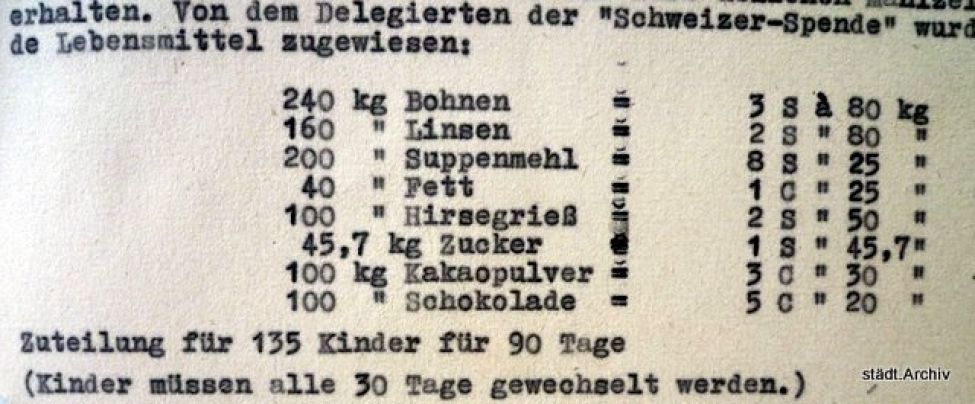 erhalten. Von dem Delegierten der "Schweizer-Spende" wurd
de Lebensmittel zugewiesen:
240 kg Bohnen = 3 S à 80 kg
160 " Linsen = 2 S " 80 "
200 " Suppenmehl = 8 S " 25 "
40 " Fett = 1 C " 25 "
100 " Hirsegrieß = 2 S " 50 "
45,7 kg Zucker = 1 S " 45,7"
100 kg Kakaopulver = 3 C " 30 "
100 " Schokolade = 5 C " 20 "
Zuteilung für 135 Kinder für 90 Tage
(Kinder müssen alle 30 Tage gewechselt werden.)
städt.Archiv